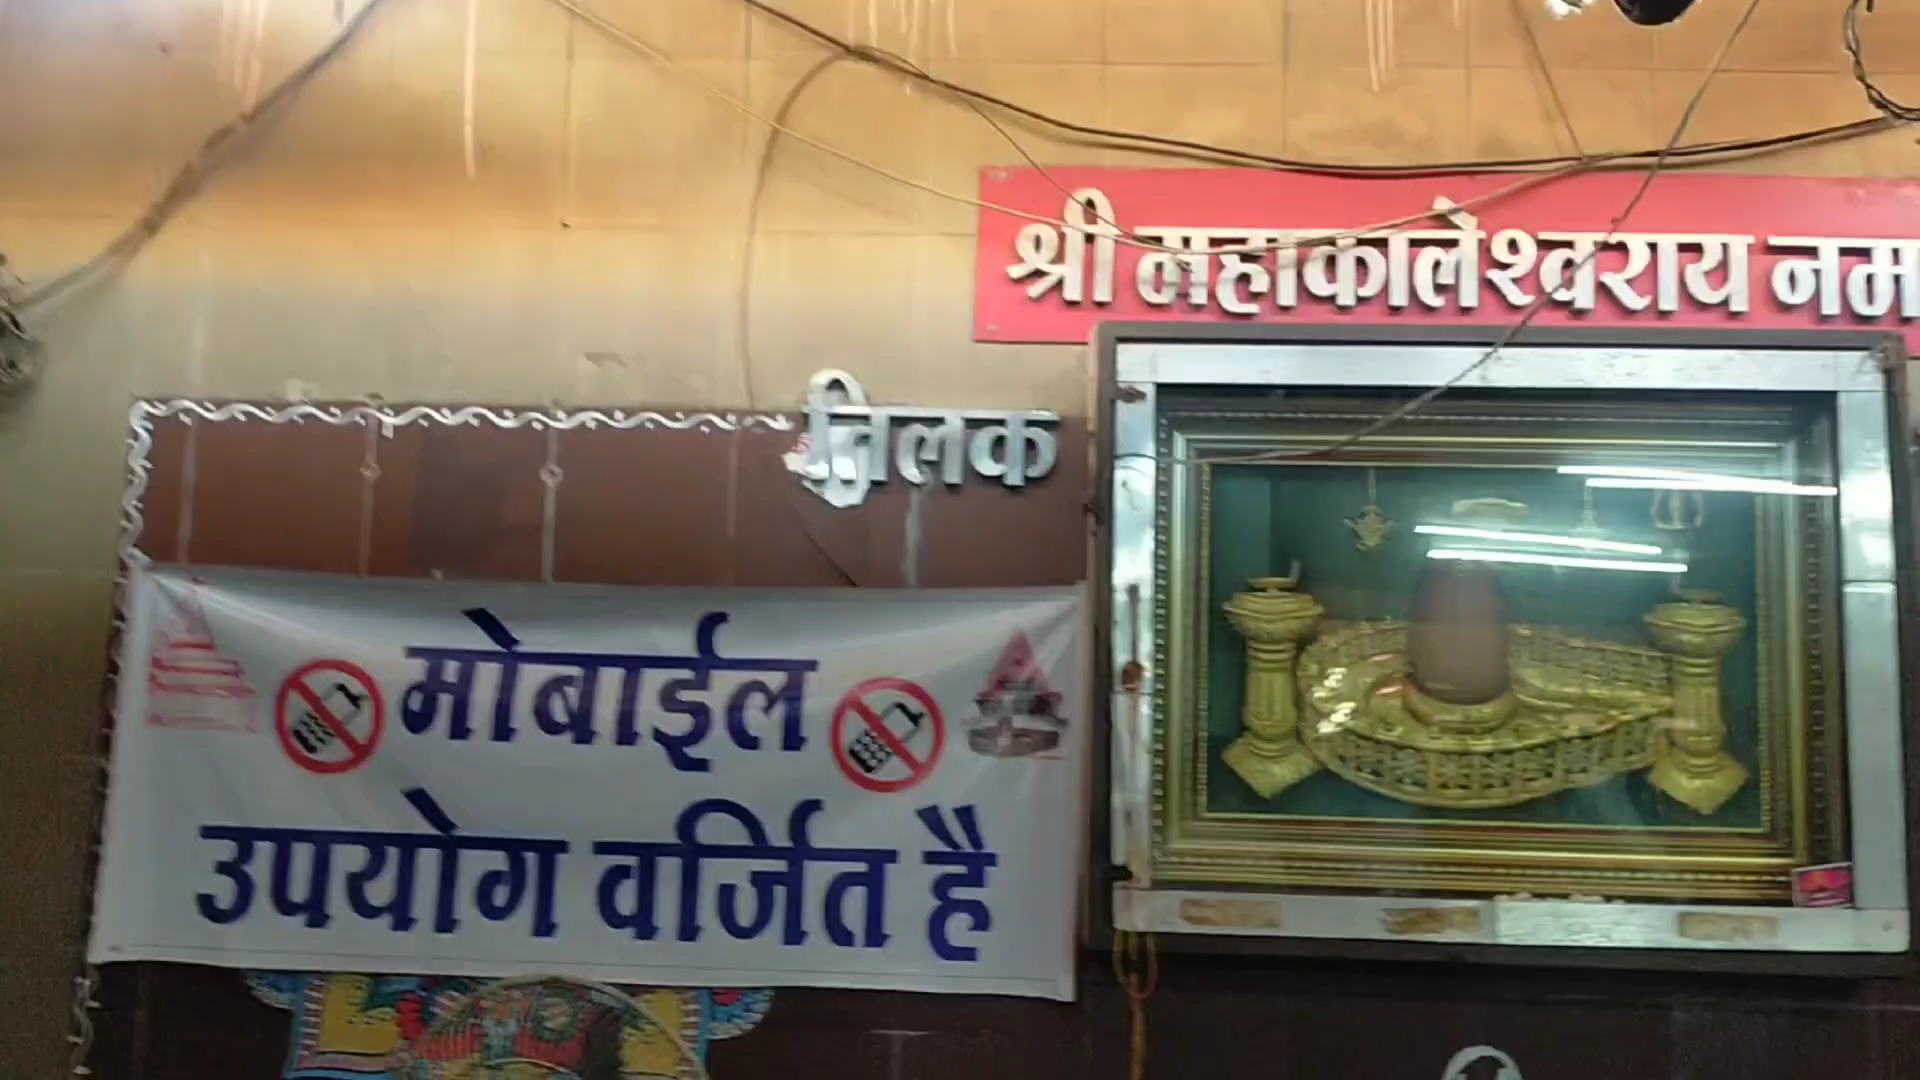 श्री महाकालेश्वराय नम
तिलक
मोबाईल
उपयोग वर्जित है